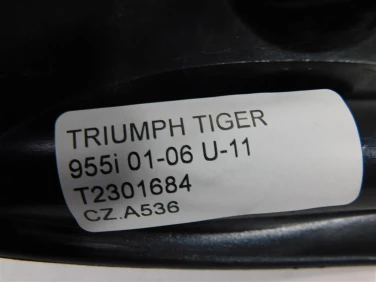 TRIUMPH TIGER
955i 01-06 U-11
T2301684
CZ.A536